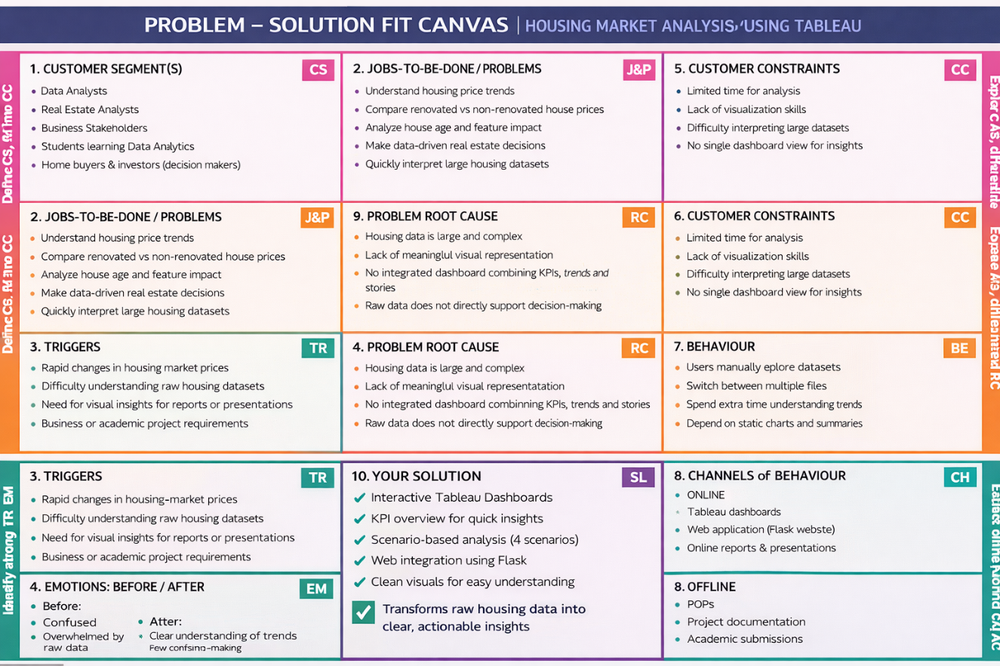 PROBLEM – SOLUTION FIT CANVAS | HOUSING MARKET ANALYSIS, ‘USING TABLEAU
1. CUSTOMER SEGMENT(S)
CS
• Data Analysts
• Real Estate Analysts
• Business Stakeholders
• Students learning Data Analytics
• Home buyers & investors (decision makers)
2. JOBS-TO-BE-DONE / PROBLEMS
J&P
• Understand housing price trends
• Compare renovated vs non-renovated house prices
• Analyze house age and feature impact
• Make data-driven real estate decisions
• Quickly interpret large housing datasets
5. CUSTOMER CONSTRAINTS
CC
• Limited time for analysis
• Lack of visualization skills
• Difficulty interpreting large datasets
• No single dashboard view for insights
2. JOBS-TO-BE-DONE / PROBLEMS
J&P
• Understand housing price trends
• Compare renovated vs non-renovated house prices
• Analyze house age and feature impact
• Make data-driven real estate decisions
• Quickly interpret large housing datasets
9. PROBLEM ROOT CAUSE
RC
• Housing data is large and complex
• Lack of meaningful visual representation
• No integrated dashboard combining KPIs, trends and
stories
• Raw data does not directly support decision-making
6. CUSTOMER CONSTRAINTS
CC
• Limited time for analysis
• Lack of visualization skills
• Difficulty interpreting large datasets
• No single dashboard view for insights
3. TRIGGERS
TR
• Rapid changes in housing market prices
• Difficulty understanding raw housing datasets
• Need for visual insights for reports or presentations
• Business or academic project requirements
4. PROBLEM ROOT CAUSE
RC
• Housing data is large and complex
• Lack of meaninglul visual representatation
• No integrated dashboard combinning KPIs, trends and stories
• Raw data does not directly support decision-making
7. BEHAVIOUR
BE
• Users manually eplore datasets
• Switch between multiple files
• Spend extra time understanding trends
• Depend on static charts and summaries
3. TRIGGERS
TR
• Rapid changes in housing-market prices
• Difficulty understanding raw housing datasets
• Need for visual insights for reports or presentations
• Business or academic project requirements
4. EMOTIONS: BEFORE / AFTER
EM
• Before:
• Confused
• Overwhelmed by
raw data
• Atter:
• Clear understanding of trends
Few confsing-making
10. YOUR SOLUTION
SL
✔ Interactive Tableau Dashboards
✔ KPI overview for quick insights
✔ Scenario-based analysis (4 scenarios)
✔ Web integration using Flask
✔ Clean visuals for easy understanding
✔ Transforms raw housing data into
clear, actionable insights
8. CHANNELS of BEHAVIOUR
CH
• ONLINE
• Tableau dashboards
• Web application (Flask webste)
• Online reports & presentations
8. OFFLINE
• POPs
• Project documentation
• Academic submissions